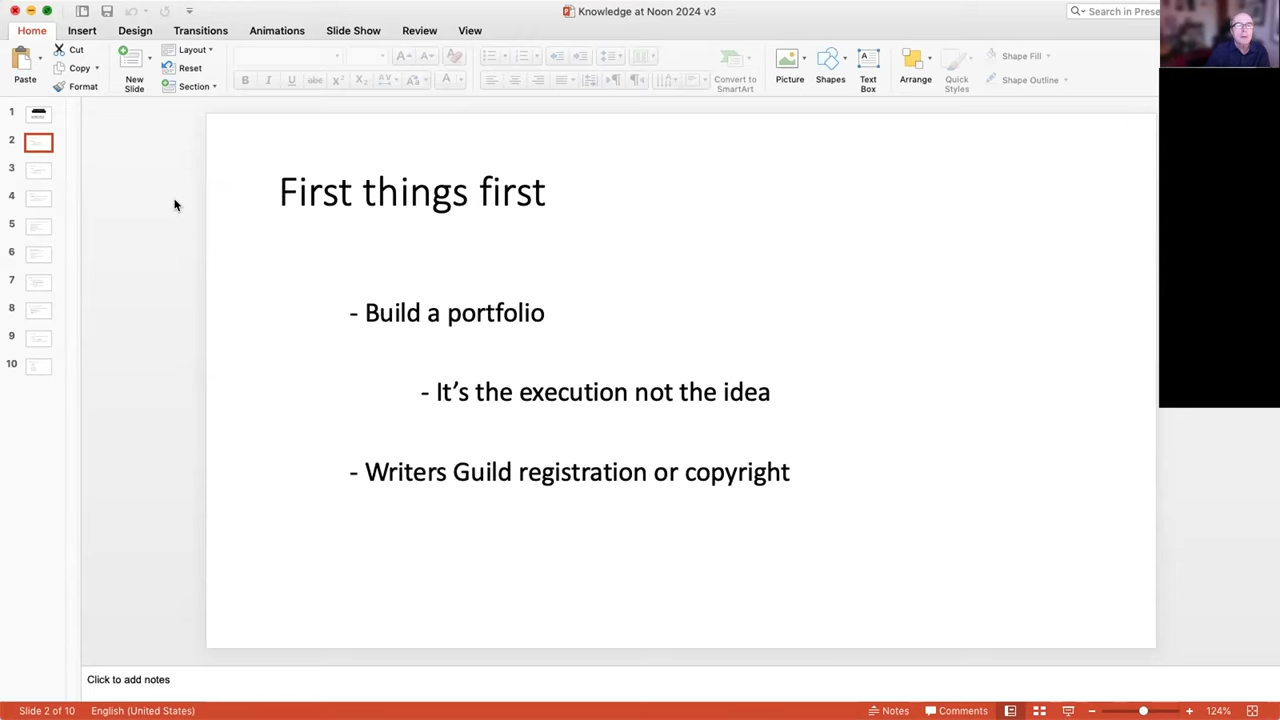 Knowledge at Noon 2024 v3
Search in Prese
Home Insert Design Transitions Animations Slide Show Review View
Paste
Cut
Copy
Format
New Slide
Layout
Reset
Section
Convert to SmartArt
Picture
Shapes
Text Box
Arrange
Quick Styles
Shape Fill
Shape Outline
1
2
3
4
5
6
7
8
9
10
First things first
- Build a portfolio
- It's the execution not the idea
- Writers Guild registration or copyright
Click to add notes
Slide 2 of 10 English (United States) Notes Comments 124%